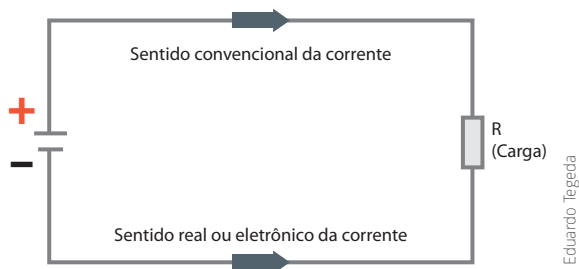 Sentido convencional da corrente
+
–
R
(Carga)
Sentido real ou eletrônico da corrente
Eduardo Tegeda